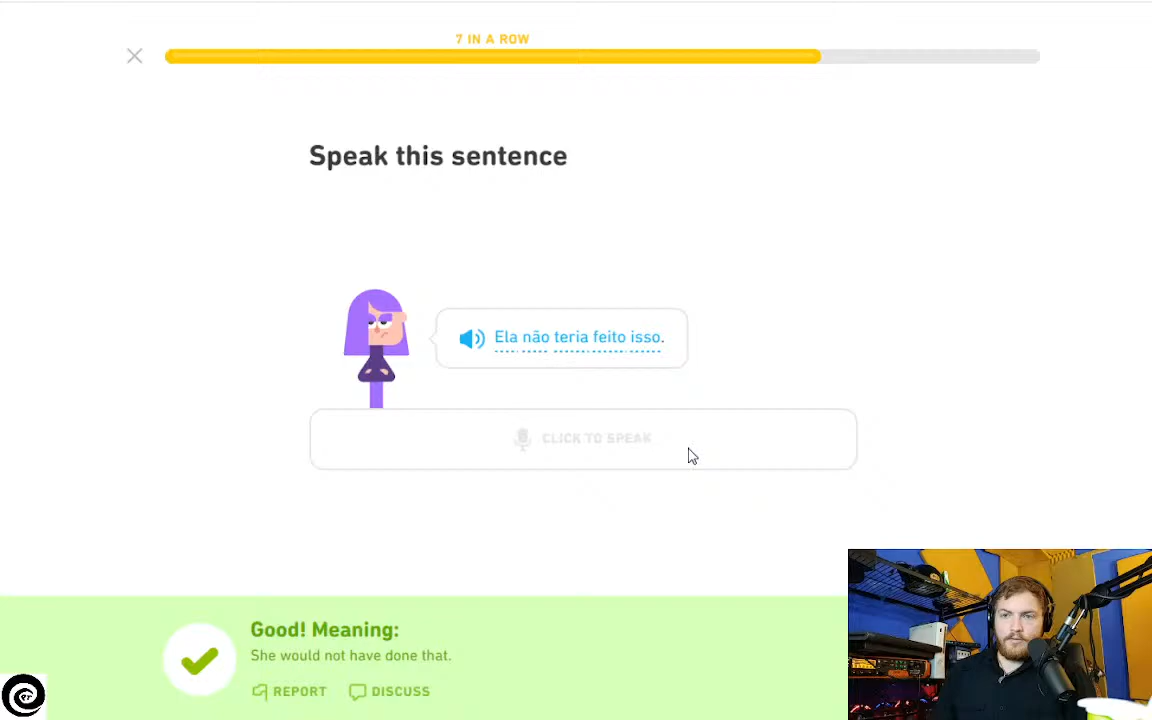 7 IN A ROW
Speak this sentence
Ela não teria feito isso.
CLICK TO SPEAK
Good! Meaning:
She would not have done that.
REPORT DISCUSS